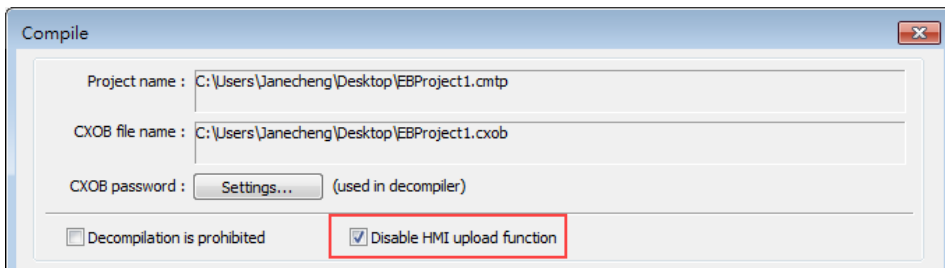 Compile
Project name : C:\Users\Janecheng\Desktop\EBProject1.cmtp
CXOB file name : C:\Users\Janecheng\Desktop\EBProject1.cxob
CXOB password : Settings... (used in decompiler)
Decompilation is prohibited Disable HMI upload function